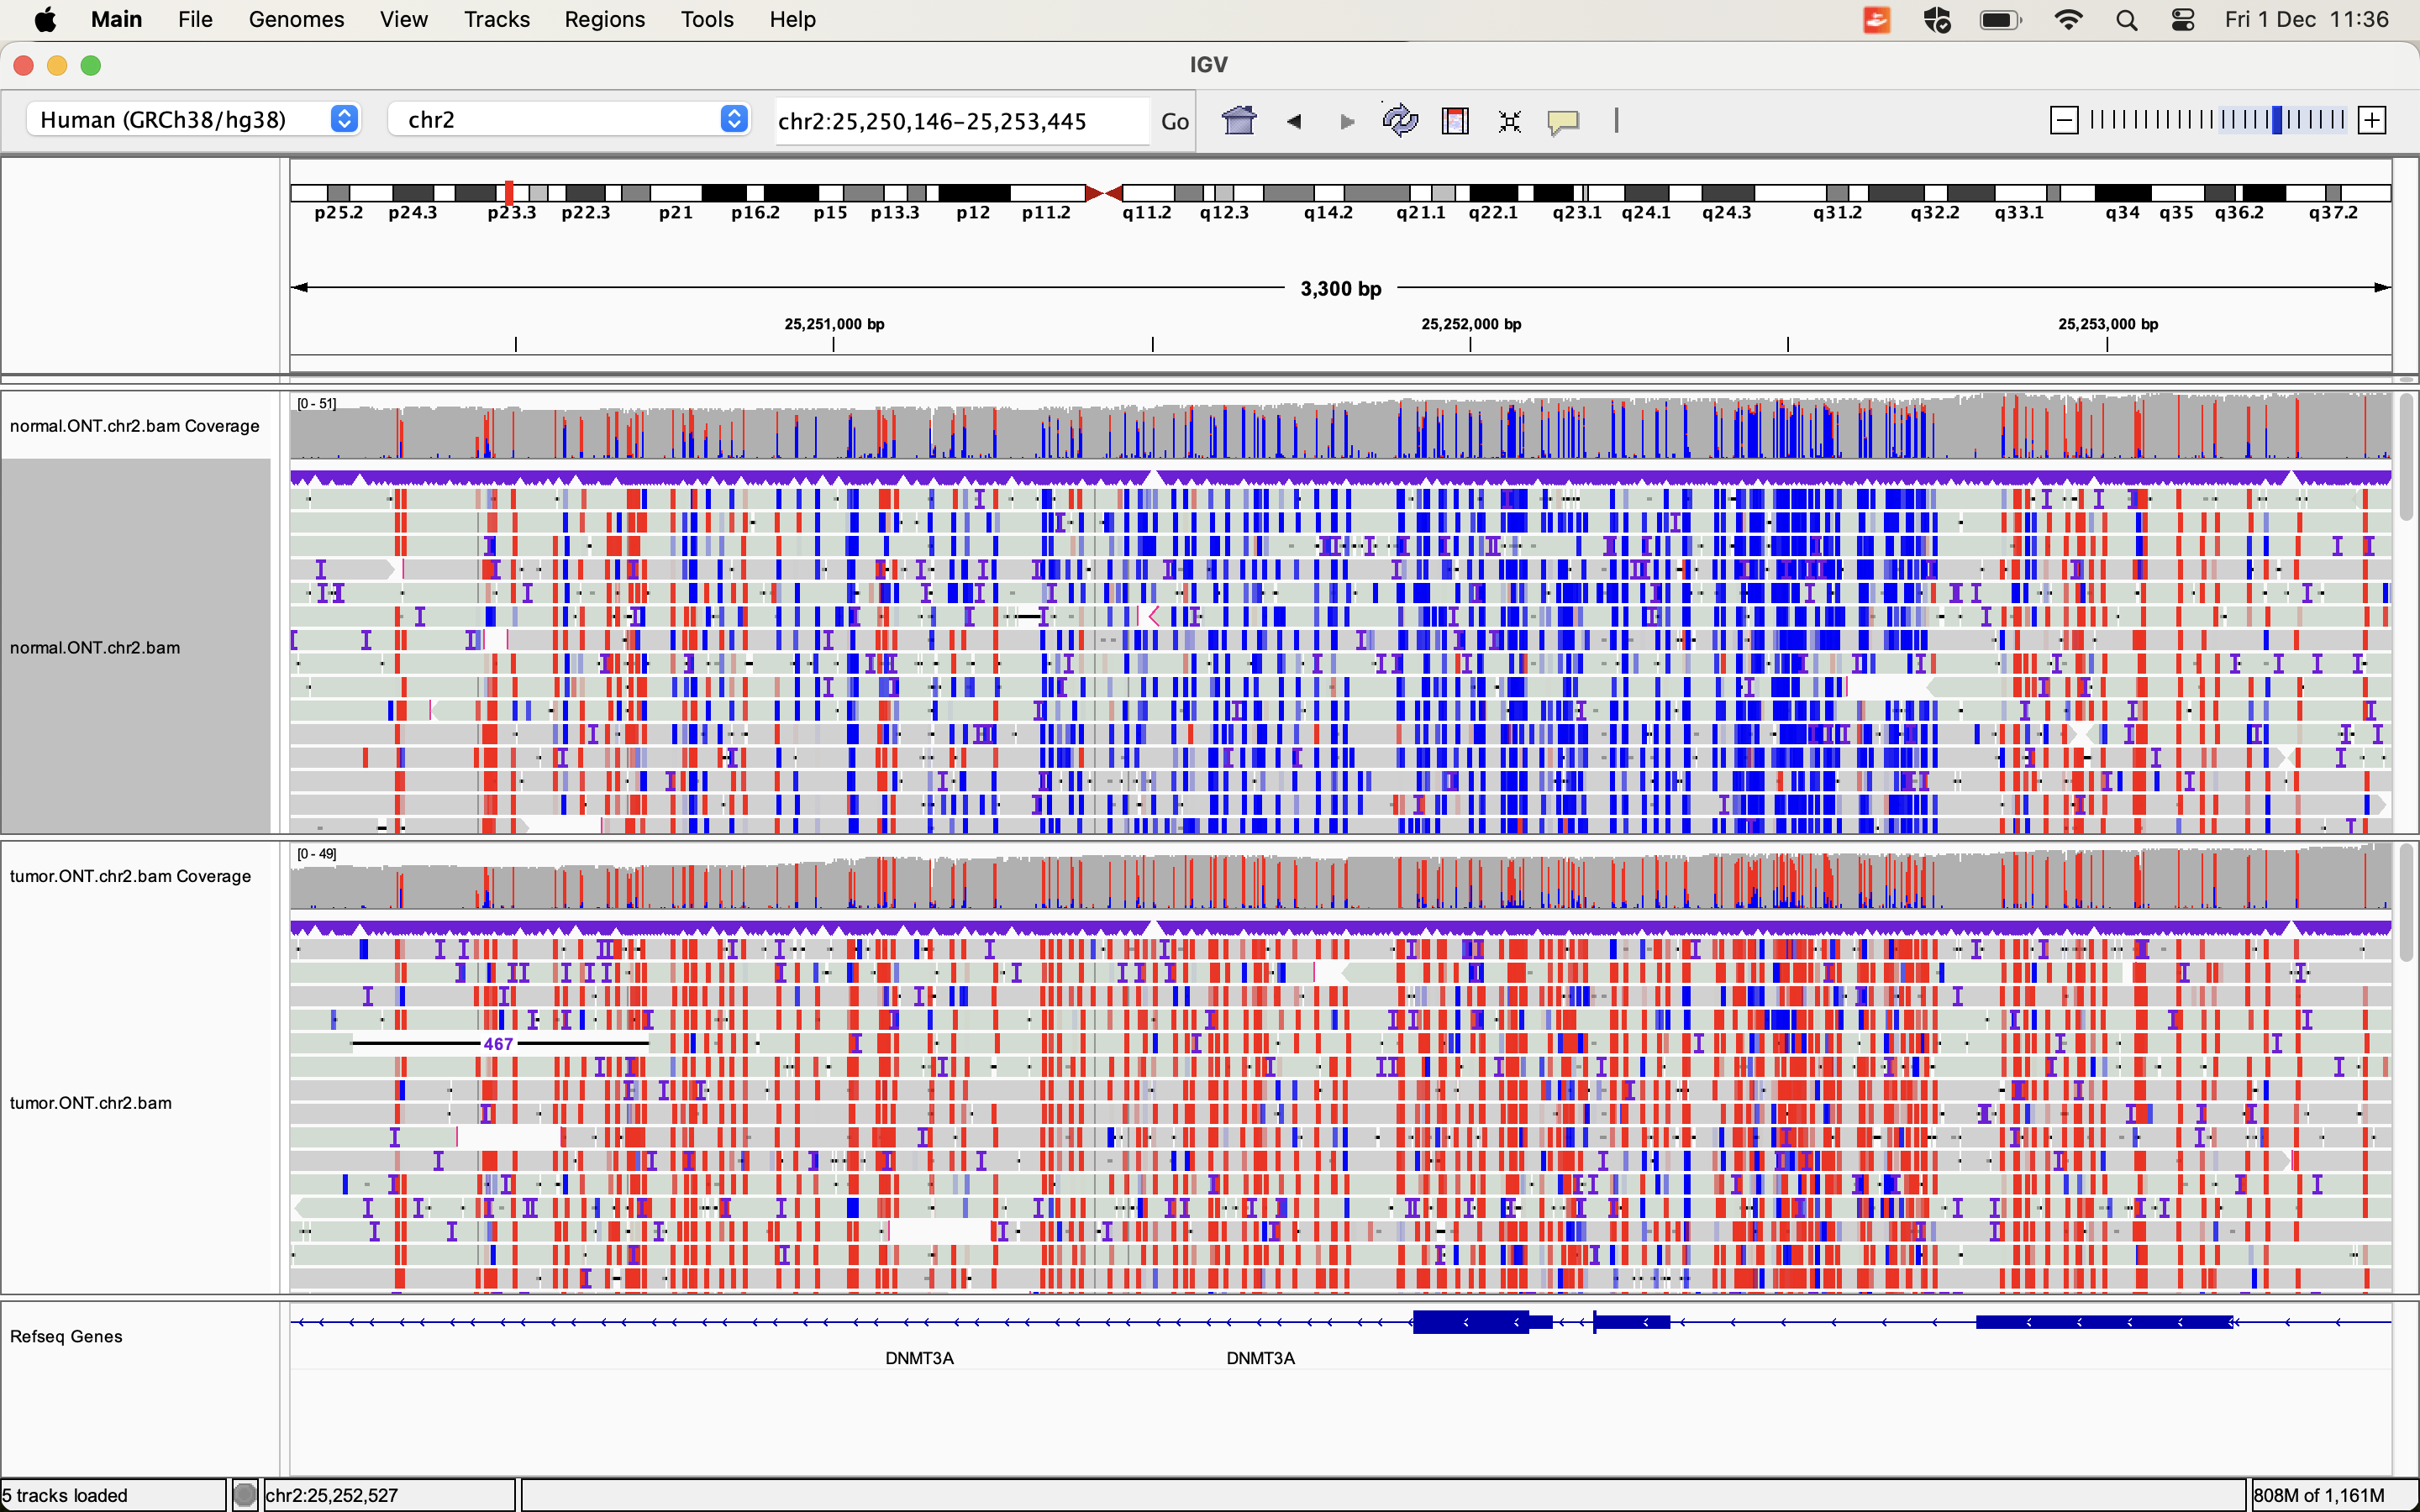 Main File Genomes View Tracks Regions Tools Help Fri 1 Dec 11:36
IGV
Human (GRCh38/hg38) chr2 chr2:25,250,146-25,253,445 Go
p25.2 p24.3 p23.3 p22.3 p21 p16.2 p15 p13.3 p12 p11.2 q11.2 q12.3 q14.2 q21.1 q22.1 q23.1 q24.1 q24.3 q31.2 q32.2 q33.1 q34 q35 q36.2 q37.2
3,300 bp
25,251,000 bp 25,252,000 bp 25,253,000 bp
[0 - 51]
normal.ONT.chr2.bam Coverage
normal.ONT.chr2.bam
[0 - 49]
tumor.ONT.chr2.bam Coverage
467
tumor.ONT.chr2.bam
Refseq Genes
DNMT3A DNMT3A
5 tracks loaded chr2:25,252,527 808M of 1,161M